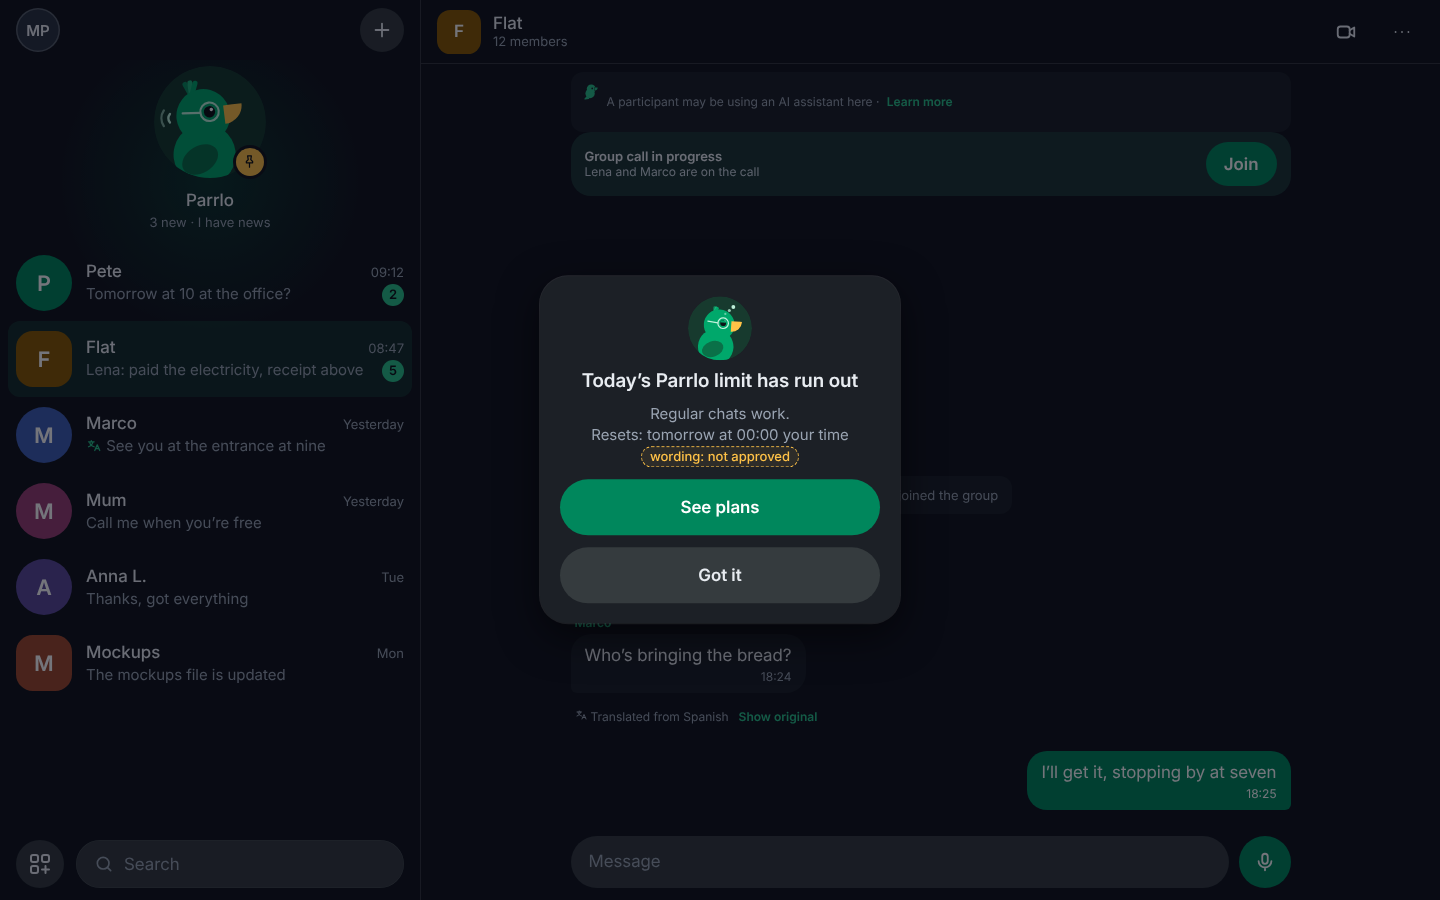 MP
Parrlo
3 new · I have news
Pete
09:12
Tomorrow at 10 at the office?
2
P
Flat
08:47
Lena: paid the electricity, receipt above
5
F
Marco
Yesterday
See you at the entrance at nine
M
Mum
Yesterday
Call me when you're free
M
Anna L.
Tue
Thanks, got everything
A
Mockups
Mon
The mockups file is updated
M
Search
F
Flat
12 members
A participant may be using an AI assistant here · Learn more
Group call in progress
Lena and Marco are on the call
Join
Today's Parrlo limit has run out
Regular chats work.
Resets: tomorrow at 00:00 your time
wording: not approved
See plans
Got it
joined the group
Marco
Who's bringing the bread?
18:24
Translated from Spanish Show original
I'll get it, stopping by at seven
18:25
Message